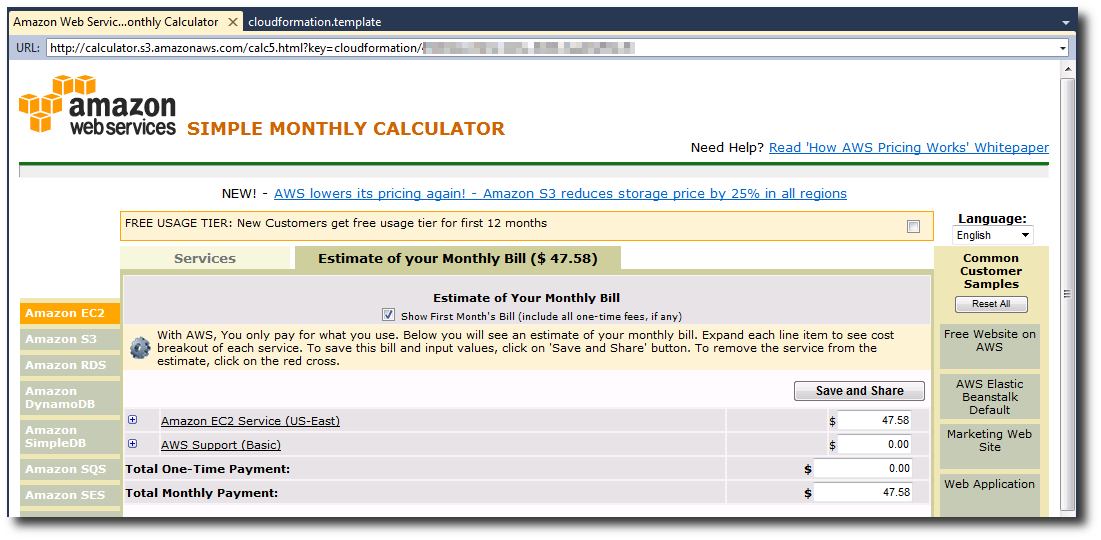 Amazon Web Servic...onthly Calculator
cloudformation.template
URL: http://calculator.s3.amazonaws.com/calc5.html?key=cloudformation/
amazon
web services
SIMPLE MONTHLY CALCULATOR
Need Help? Read 'How AWS Pricing Works' Whitepaper
NEW! - AWS lowers its pricing again! - Amazon S3 reduces storage price by 25% in all regions
FREE USAGE TIER: New Customers get free usage tier for first 12 months
Language:
English
Services
Estimate of your Monthly Bill ($ 47.58)
Common
Customer
Samples
Reset All
Free Website on
AWS
AWS Elastic
Beanstalk
Default
Marketing Web
Site
Web Application
Amazon EC2
Amazon S3
Amazon RDS
Amazon
DynamoDB
Amazon
SimpleDB
Amazon SQS
Amazon SES
Estimate of Your Monthly Bill
Show First Month's Bill (include all one-time fees, if any)
With AWS, You only pay for what you use. Below you will see an estimate of your monthly bill. Expand each line item to see cost
breakout of each service. To save this bill and input values, click on 'Save and Share' button. To remove the service from the
estimate, click on the red cross.
Save and Share
Amazon EC2 Service (US-East) $ 47.58
AWS Support (Basic) $ 0.00
Total One-Time Payment: $ 0.00
Total Monthly Payment: $ 47.58